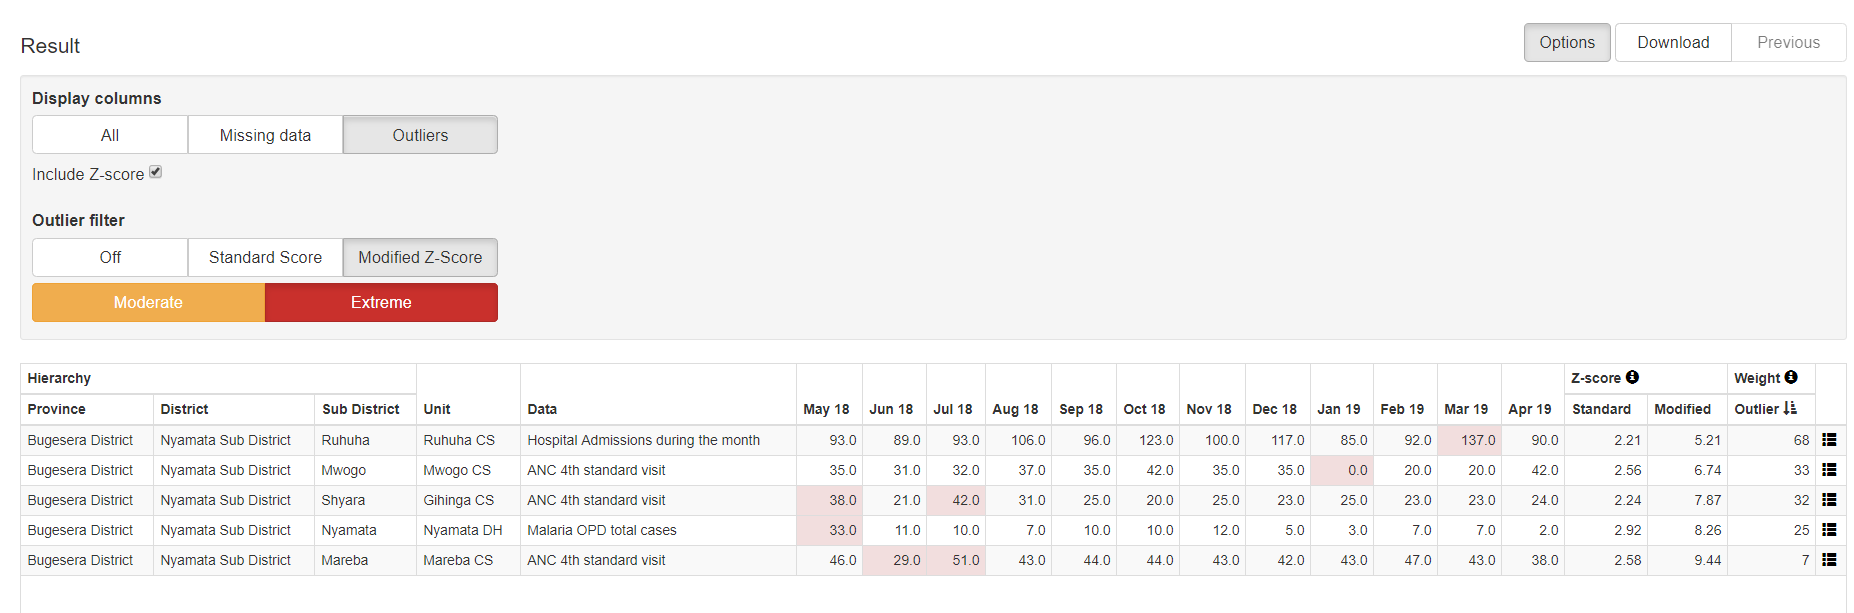 Result
Options Download Previous
Display columns
All Missing data Outliers
Include Z-score
Outlier filter
Off Standard Score Modified Z-Score
Moderate Extreme
Hierarchy Z-score Weight
Province District Sub District Unit Data May 18 Jun 18 Jul 18 Aug 18 Sep 18 Oct 18 Nov 18 Dec 18 Jan 19 Feb 19 Mar 19 Apr 19 Standard Modified Outlier
Bugesera District Nyamata Sub District Ruhuha Ruhuha CS Hospital Admissions during the month 93.0 89.0 93.0 106.0 96.0 123.0 100.0 117.0 85.0 92.0 137.0 90.0 2.21 5.21 68
Bugesera District Nyamata Sub District Mwogo Mwogo CS ANC 4th standard visit 35.0 31.0 32.0 37.0 35.0 42.0 35.0 35.0 0.0 20.0 20.0 42.0 2.56 6.74 33
Bugesera District Nyamata Sub District Shyara Gihinga CS ANC 4th standard visit 38.0 21.0 42.0 31.0 25.0 20.0 25.0 23.0 25.0 23.0 23.0 24.0 2.24 7.87 32
Bugesera District Nyamata Sub District Nyamata Nyamata DH Malaria OPD total cases 33.0 11.0 10.0 7.0 10.0 10.0 12.0 5.0 3.0 7.0 7.0 2.0 2.92 8.26 25
Bugesera District Nyamata Sub District Mareba Mareba CS ANC 4th standard visit 46.0 29.0 51.0 43.0 44.0 44.0 43.0 42.0 43.0 47.0 43.0 38.0 2.58 9.44 7